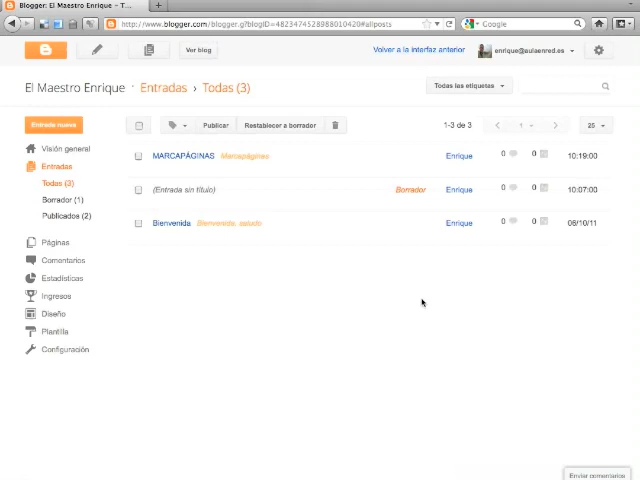 Blogger: El Maestro Enrique - T...
http://www.blogger.com/blogger.g?blogID=4823474528988010420#allposts
Google
Ver blog
Volver a la interfaz anterior
enrique@aulaenred.es
El Maestro Enrique · Entradas › Todas (3)
Todas las etiquetas
Entrada nueva
Publicar
Restablecer a borrador
1-3 de 3
1
25
Visión general
Entradas
Todas (3)
Borrador (1)
Publicados (2)
Páginas
Comentarios
Estadísticas
Ingresos
Diseño
Plantilla
Configuración
MARCAPÁGINAS Marcapáginas Enrique 0 0 10:19:00
(Entrada sin título) Borrador Enrique 0 0 10:07:00
Bienvenida Bienvenida, saludo Enrique 0 0 06/10/11
Enviar comentarios